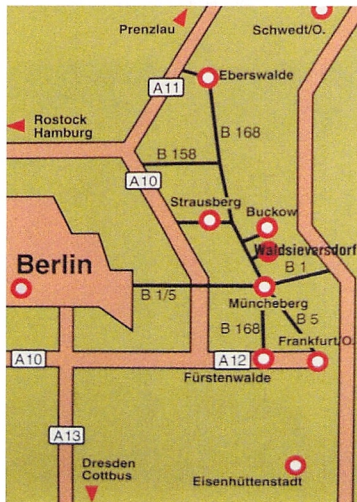 Prenzlau
Schwedt/O.
A11
Eberswalde
Rostock
Hamburg
B 168
B 158
A10
Strausberg
Buckow
Waldsieversdorf
Berlin
B 1
B 1/5
Müncheberg
B 168
B 5
Frankfurt/O.
A10
A12
Fürstenwalde
A13
Dresden
Cottbus
Eisenhüttenstadt